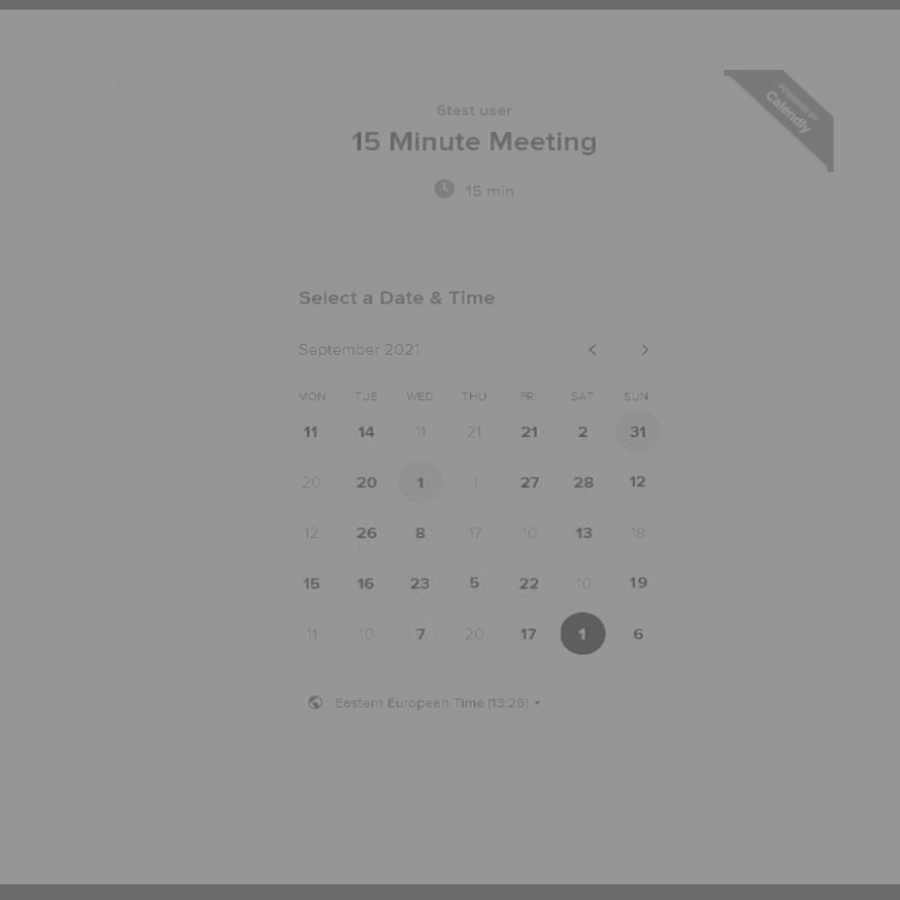 POWERED BY
Calendly
6test user
15 Minute Meeting
15 min
Select a Date & Time
September 2021
MON TUE WED THU FRI SAT SUN
11 14 11 21 21 2 31
20 20 1 1 27 28 12
12 26 8 17 10 13 18
15 16 23 5 22 10 19
11 10 7 20 17 1 6
Eastern European Time (13:26)